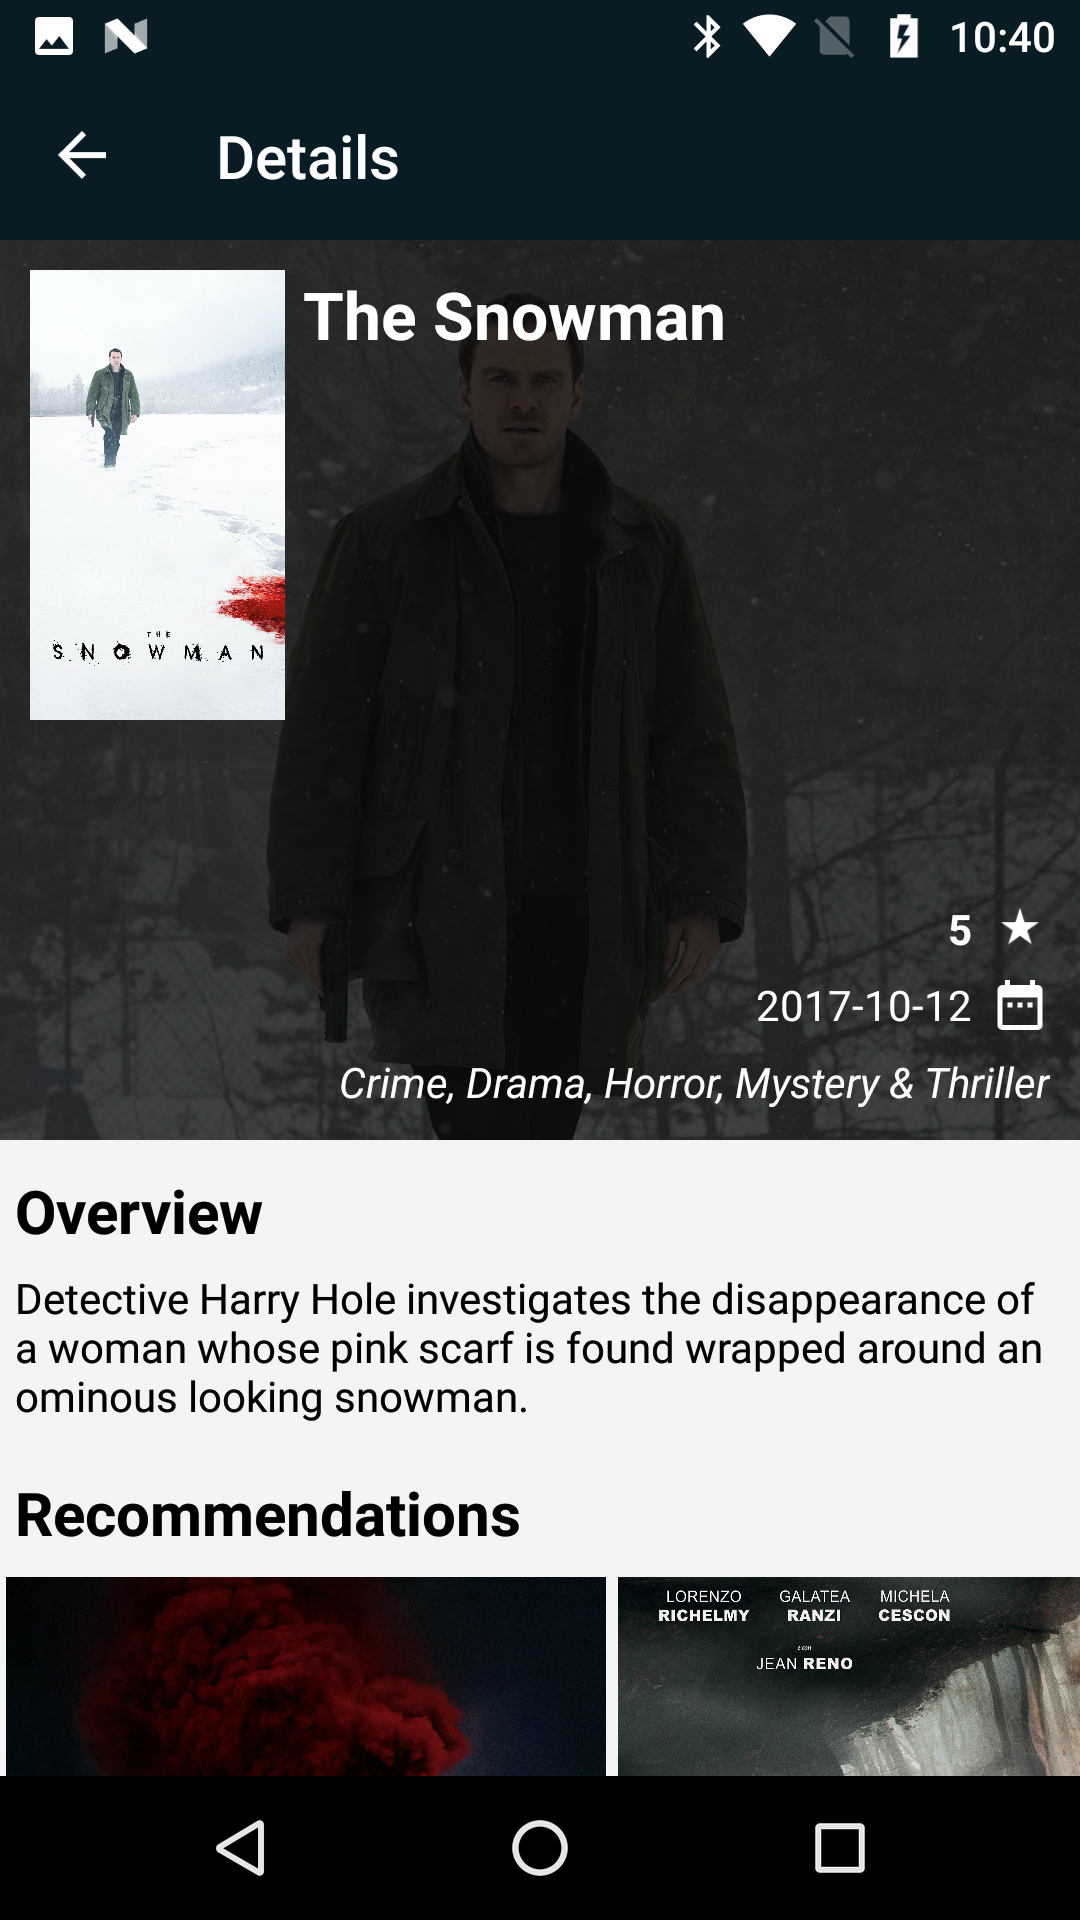 10:40
Details
The Snowman
THE
SNOWMAN
5
2017-10-12
Crime, Drama, Horror, Mystery & Thriller
Overview
Detective Harry Hole investigates the disappearance of
a woman whose pink scarf is found wrapped around an
ominous looking snowman.
Recommendations
LORENZO GALATEA MICHELA
RICHELMY RANZI CESCON
e con
JEAN RENO